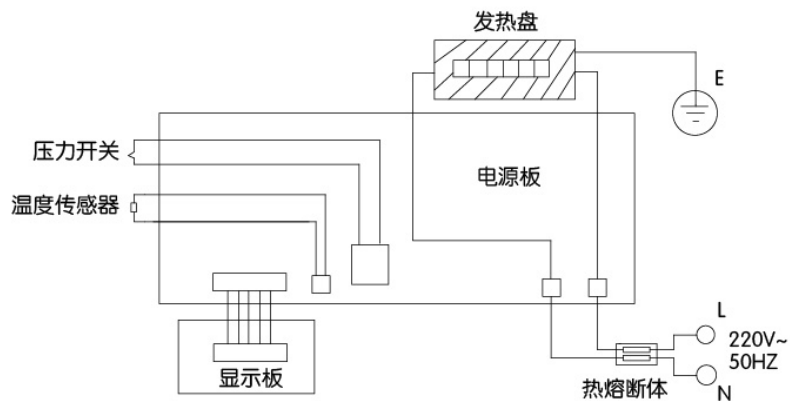 发热盘
E
压力开关
电源板
温度传感器
L
220V~
50HZ
显示板
热熔断体
N